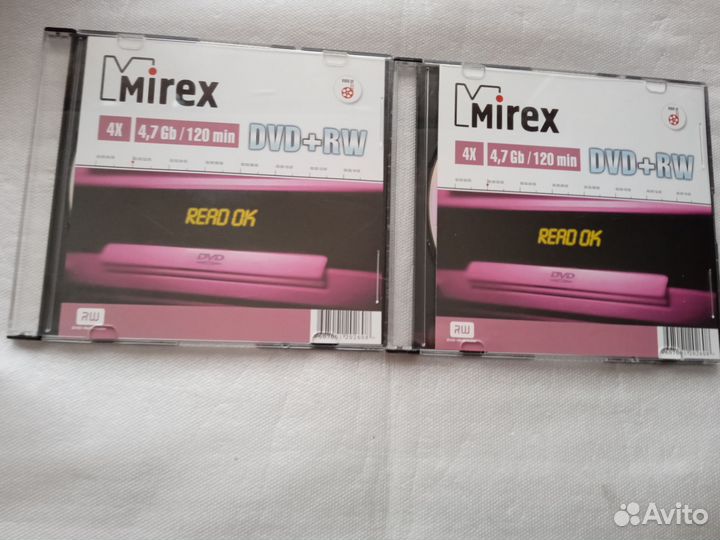 Mirex
4X 4,7 Gb / 120 min DVD+RW
READ OK
DVD
RW
Mirex
4X 4,7 Gb / 120 min DVD+RW
READ OK
DVD
RW
Avito